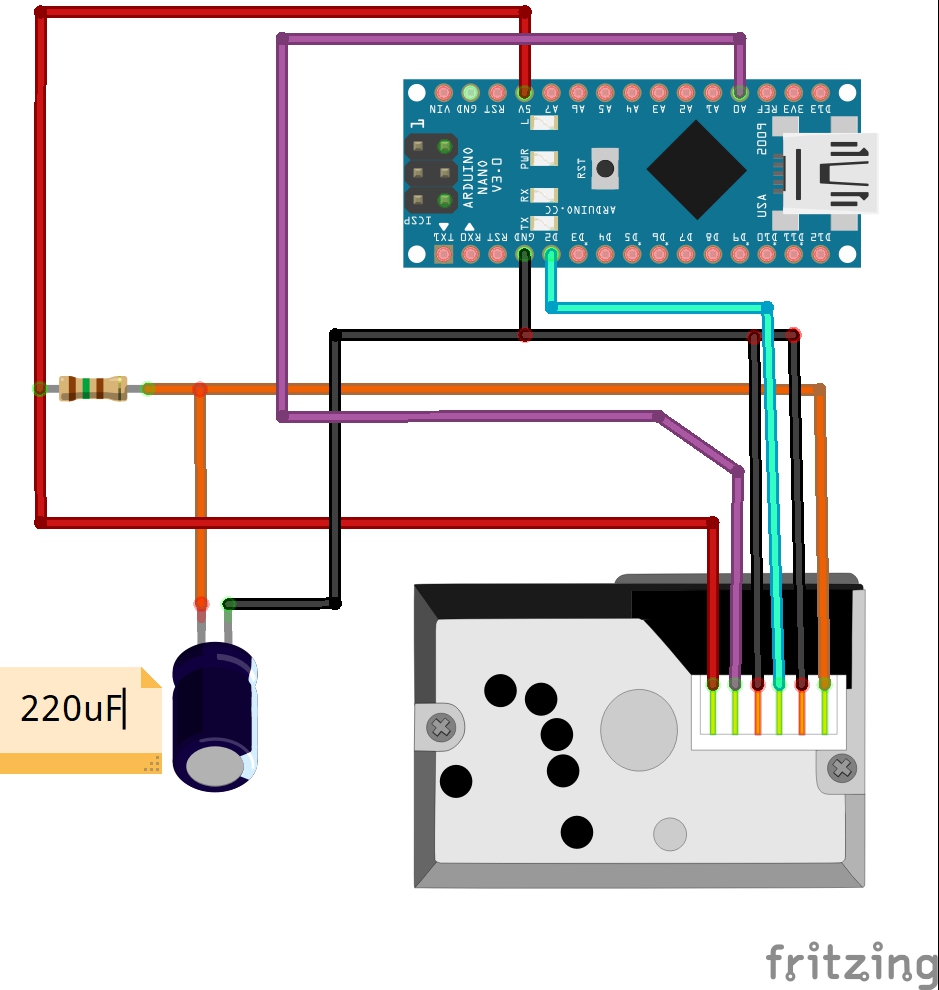 VIN GND RST 5V A7 A6 A5 A4 A3 A2 A1 A0 REF 3V3 D13
1
L
PWR
RX
TX
ARDUINO
NANO
V3.0
RST
2009
USA
ARDUINO.CC
ICSP
TX1 RX0 RST GND D2 D3 D4 D5 D6 D7 D8 D9 D10 D11 D12
220uF
fritzing